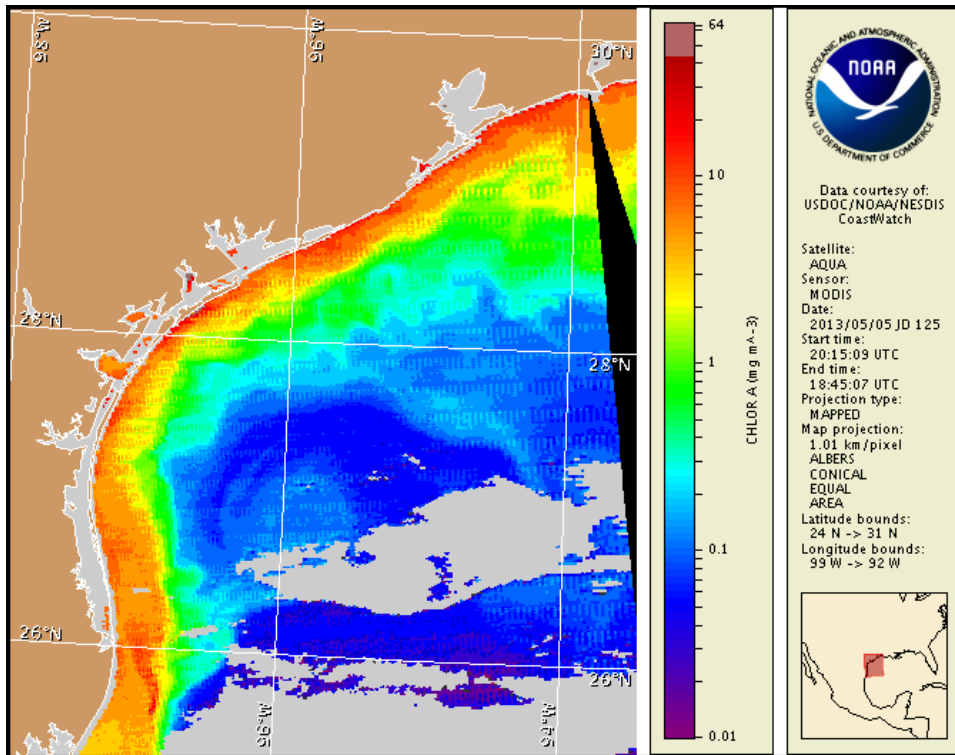 98°W
96°W
30°N
28°N
28°N
26°N
26°N
96°W
94°W
64
10
1
0.1
0.01
CHLOR A (mg m^-3)
NATIONAL OCEANIC AND ATMOSPHERIC ADMINISTRATION
NOAA
U.S. DEPARTMENT OF COMMERCE
Data courtesy of:
USDOC/NOAA/NESDIS
CoastWatch
Satellite:
AQUA
Sensor:
MODIS
Date:
2013/05/05 JD 125
Start time:
20:15:09 UTC
End time:
18:45:07 UTC
Projection type:
MAPPED
Map projection:
1.01 km/pixel
ALBERS
CONICAL
EQUAL
AREA
Latitude bounds:
24 N -> 31 N
Longitude bounds:
99 W -> 92 W